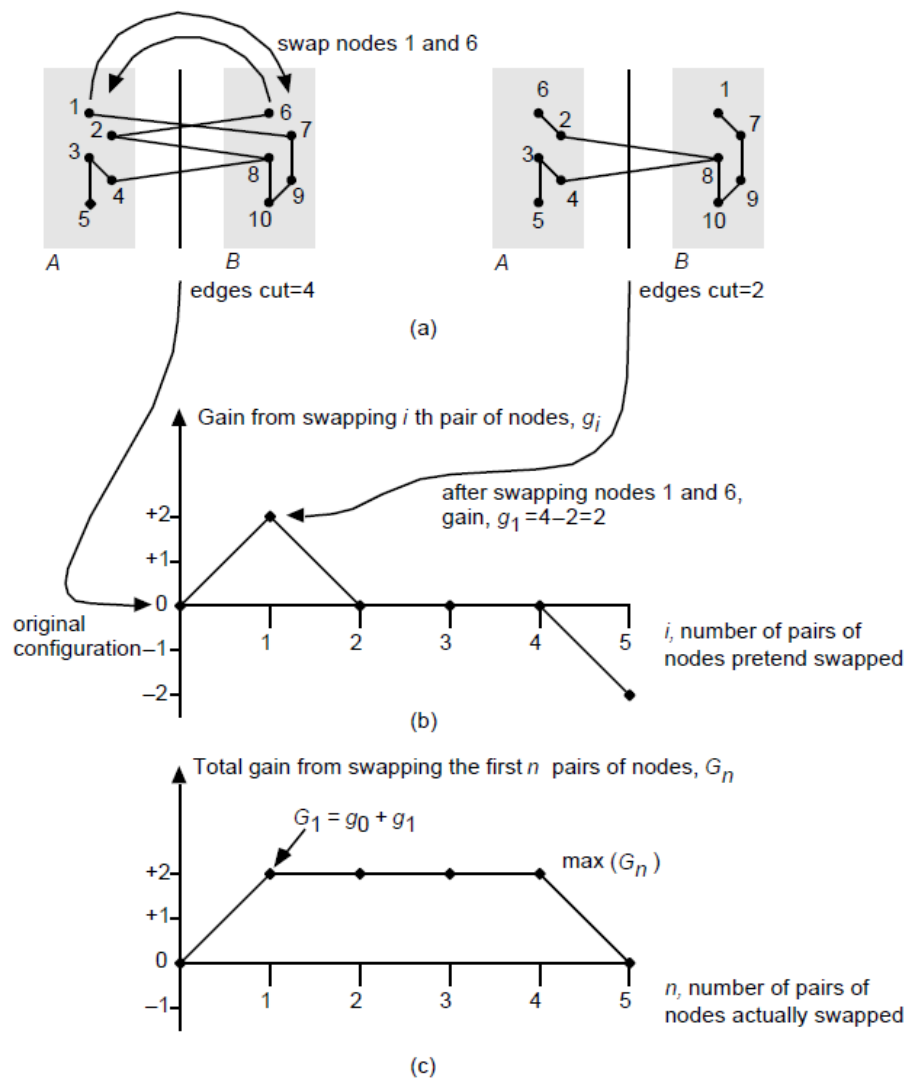 swap nodes 1 and 6
1
2
3
4
5
6
7
8
9
10
A
B
edges cut=4
6
2
3
4
5
1
7
8
9
10
A
B
edges cut=2
(a)
Gain from swapping i th pair of nodes, gi
after swapping nodes 1 and 6,
gain, g1 =4–2=2
+2
+1
0
–1
–2
original
configuration
1
2
3
4
5
i, number of pairs of
nodes pretend swapped
(b)
Total gain from swapping the first n pairs of nodes, Gn
G1 = g0 + g1
max (Gn )
+2
+1
0
–1
1
2
3
4
5
n, number of pairs of
nodes actually swapped
(c)